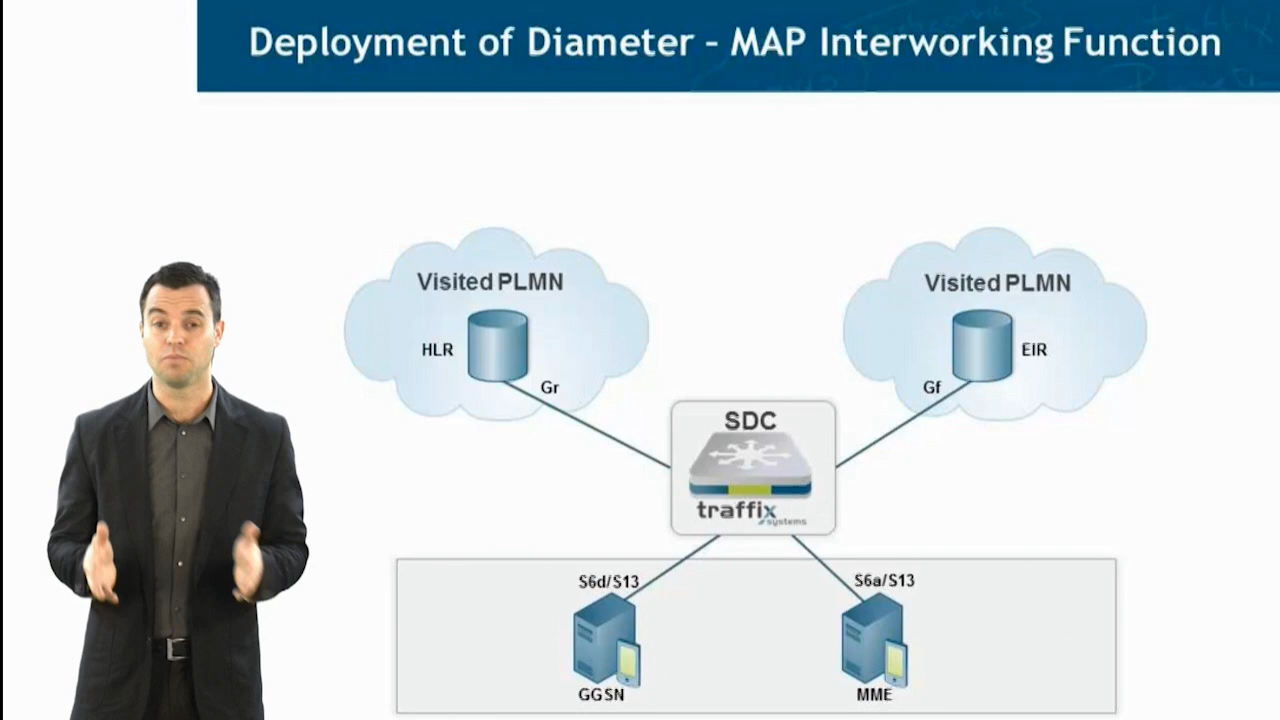 Deployment of Diameter – MAP Interworking Function
Visited PLMN
Visited PLMN
HLR
EIR
Gr
Gf
SDC
traffix
systems
S6d/S13
S6a/S13
GGSN
MME